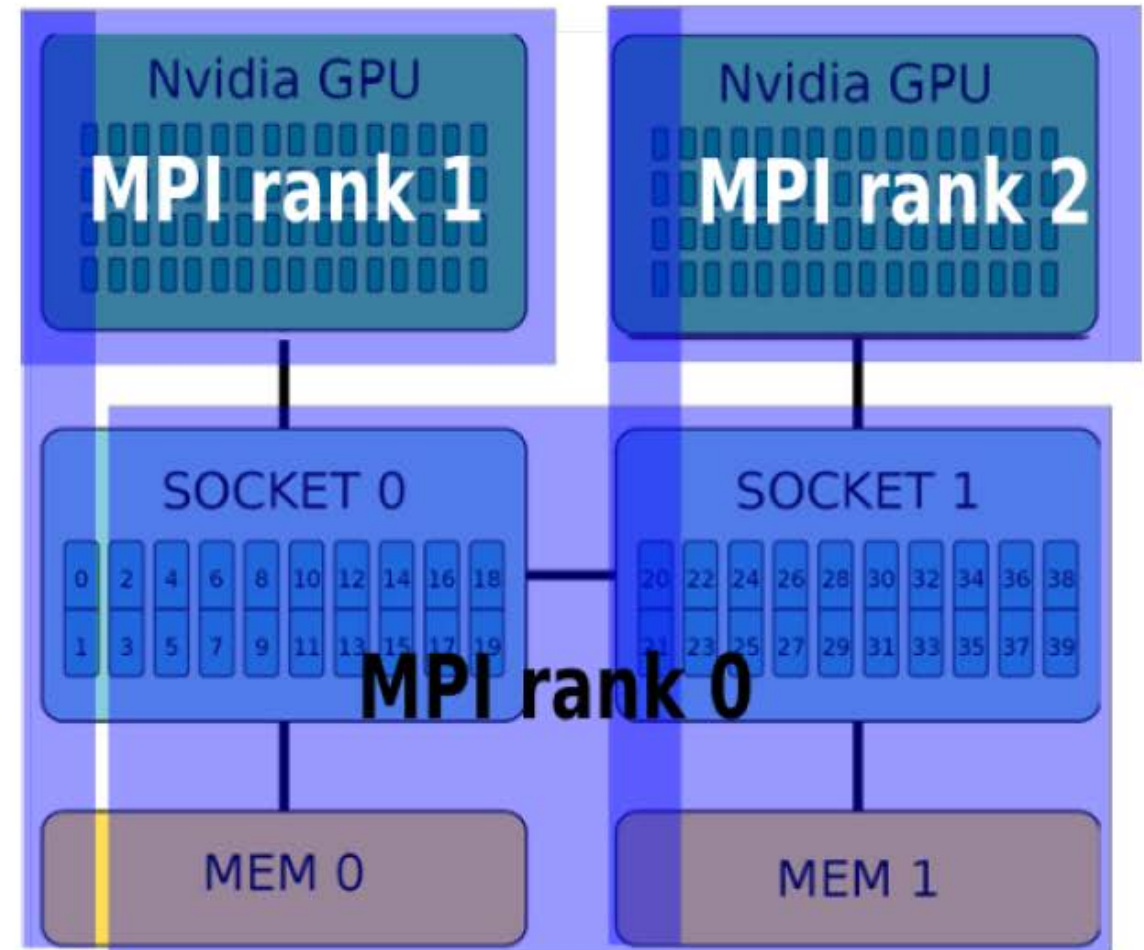 Nvidia GPU
MPI rank 1
Nvidia GPU
MPI rank 2
SOCKET 0
0 2 4 6 8 10 12 14 16 18
1 3 5 7 9 11 13 15 17 19
SOCKET 1
20 22 24 26 28 30 32 34 36 38
21 23 25 27 29 31 33 35 37 39
MPI rank 0
MEM 0
MEM 1